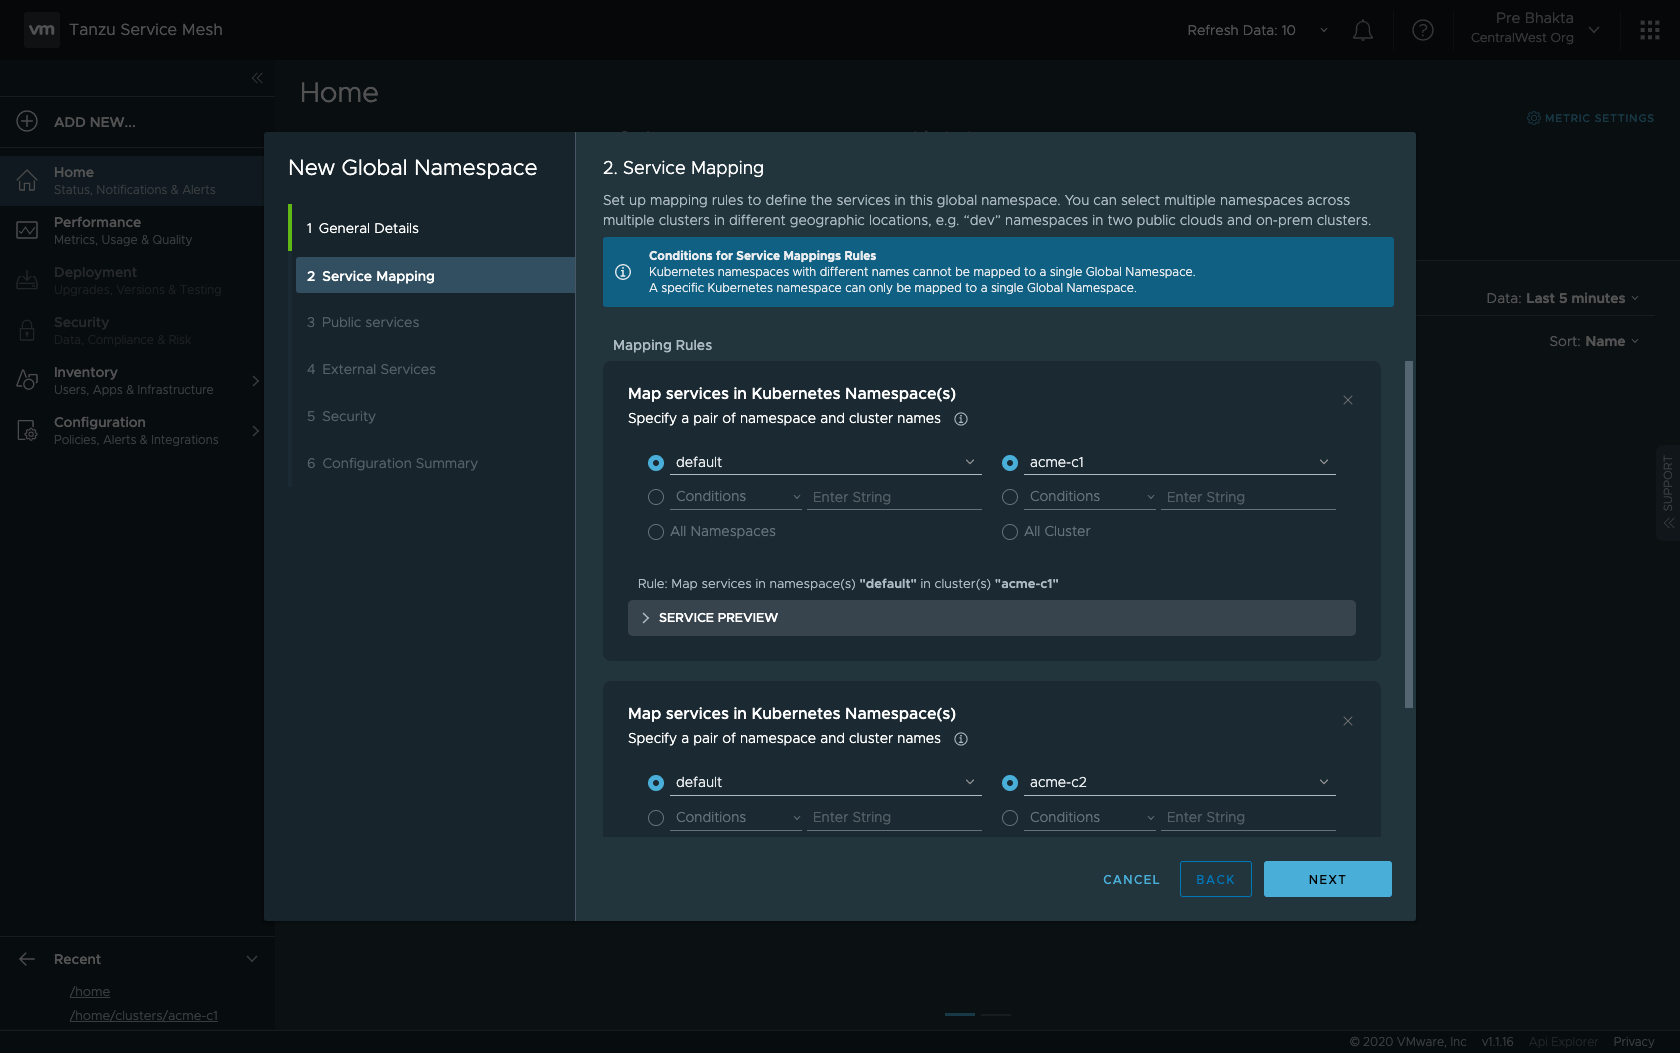 vm Tanzu Service Mesh
Refresh Data: 10
Pre Bhakta
CentralWest Org
Home
ADD NEW...
METRIC SETTINGS
Home
Status, Notifications & Alerts
Performance
Metrics, Usage & Quality
Deployment
Upgrades, Versions & Testing
Security
Data, Compliance & Risk
Inventory
Users, Apps & Infrastructure
Configuration
Policies, Alerts & Integrations
New Global Namespace
1 General Details
2 Service Mapping
3 Public services
4 External Services
5 Security
6 Configuration Summary
2. Service Mapping
Set up mapping rules to define the services in this global namespace. You can select multiple namespaces across
multiple clusters in different geographic locations, e.g. “dev” namespaces in two public clouds and on-prem clusters.
Conditions for Service Mappings Rules
Kubernetes namespaces with different names cannot be mapped to a single Global Namespace.
A specific Kubernetes namespace can only be mapped to a single Global Namespace.
Mapping Rules
Map services in Kubernetes Namespace(s)
Specify a pair of namespace and cluster names
default
acme-c1
Conditions Enter String
Conditions Enter String
All Namespaces
All Cluster
Rule: Map services in namespace(s) "default" in cluster(s) "acme-c1"
SERVICE PREVIEW
Map services in Kubernetes Namespace(s)
Specify a pair of namespace and cluster names
default
acme-c2
Conditions Enter String
Conditions Enter String
CANCEL
BACK
NEXT
Data: Last 5 minutes
Sort: Name
SUPPORT
Recent
/home
/home/clusters/acme-c1
© 2020 VMware, Inc v1.1.16 Api Explorer Privacy